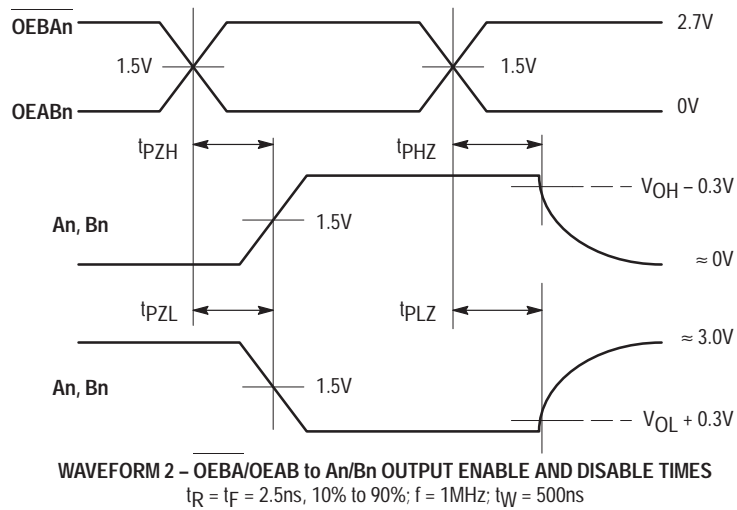 OEBAn
2.7V
1.5V
1.5V
OEABn
0V
tPZH
tPHZ
VOH – 0.3V
An, Bn
1.5V
≈ 0V
tPZL
tPLZ
≈ 3.0V
An, Bn
1.5V
VOL + 0.3V
WAVEFORM 2 – OEBA/OEAB to An/Bn OUTPUT ENABLE AND DISABLE TIMES
tR = tF = 2.5ns, 10% to 90%; f = 1MHz; tW = 500ns